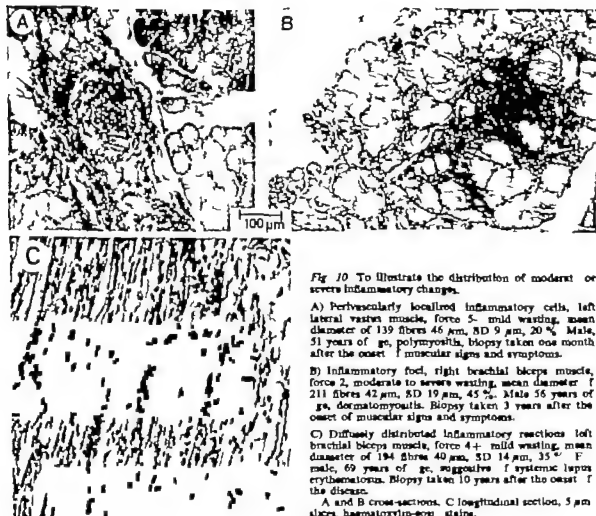 A
B
100 µm
C
Fig 10 To illustrate the distribution of moderat or
severe inflammatory changes.
A) Perivascularly localized inflammatory cells, left
lateral vastus muscle, force 5- mild wasting, mean
diameter of 139 fibres 46 µm, SD 9 µm, 20 % Male,
51 years of ge, polymyositis, biopsy taken one month
after the onset f muscular signs and symptoms.
B) Inflammatory foci, right brachial biceps muscle,
force 2, moderate to severe wasting, mean diameter f
211 fibres 42 µm, SD 19 µm, 45 %. Male 56 years of
ge, dermatomyositis. Biopsy taken 3 years after the
onset of muscular signs and symptoms.
C) Diffusely distributed inflammatory reactions left
brachial biceps muscle, force 4+ mild wasting, mean
diameter of 194 fibres 40 µm, SD 14 µm, 35 % F
male, 69 years of ge, suggestive f systemic lupus
erythematosus. Biopsy taken 10 years after the onset f
the disease.
A and B cross-sections, C longitudinal section, 5 µm
slices haematoxylin-eosin stains.